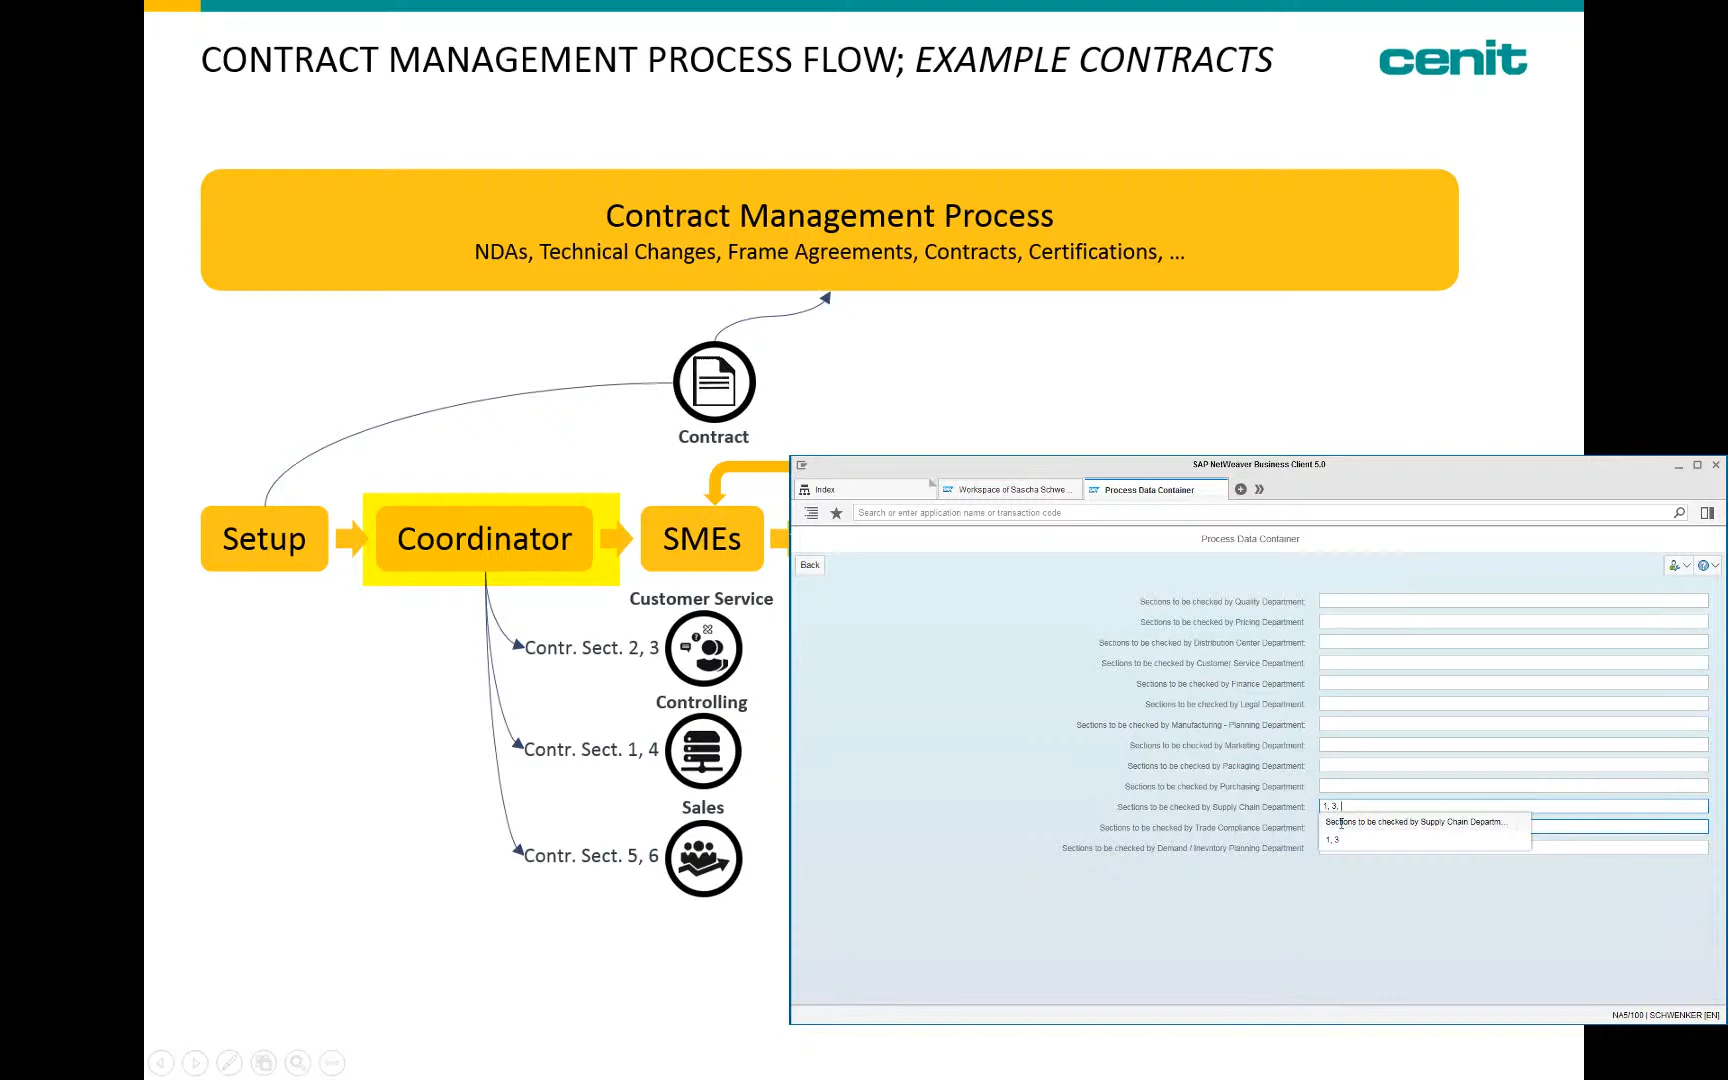 CONTRACT MANAGEMENT PROCESS FLOW; EXAMPLE CONTRACTS
cenit
Contract Management Process
NDAs, Technical Changes, Frame Agreements, Contracts, Certifications, ...
Contract
Setup
Coordinator
SMEs
Customer Service
Contr. Sect. 2, 3
Controlling
Contr. Sect. 1, 4
Sales
Contr. Sect. 5, 6
SAP NetWeaver Business Client 5.0
Index
Workspace of Sascha Schwe...
Process Data Container
Search or enter application name or transaction code
Process Data Container
Back
Sections to be checked by Quality Department:
Sections to be checked by Pricing Department:
Sections to be checked by Distribution Center Department:
Sections to be checked by Customer Service Department:
Sections to be checked by Finance Department:
Sections to be checked by Legal Department:
Sections to be checked by Manufacturing - Planning Department:
Sections to be checked by Marketing Department:
Sections to be checked by Packaging Department:
Sections to be checked by Purchasing Department:
Sections to be checked by Supply Chain Department: 1, 3,
Sections to be checked by Supply Chain Departm...
Sections to be checked by Trade Compliance Department:
1, 3
Sections to be checked by Demand / Inevntory Planning Department:
NA5/100 | SCHWENKER [EN]